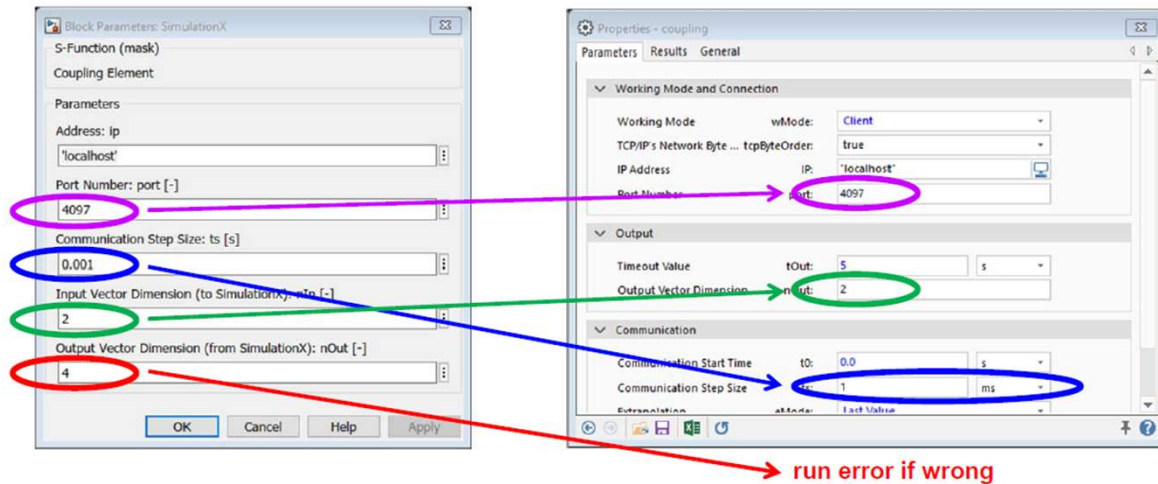 Block Parameters: SimulationX
S-Function (mask)
Coupling Element
Parameters
Address: ip
'localhost'
Port Number: port [-]
4097
Communication Step Size: ts [s]
0.001
Input Vector Dimension (to SimulationX): nIn [-]
2
Output Vector Dimension (from SimulationX): nOut [-]
4
OK Cancel Help Apply
Properties - coupling
Parameters Results General
Working Mode and Connection
Working Mode wMode: Client
TCP/IP's Network Byte ... tcpByteOrder: true
IP Address IP: "localhost"
Port Number port: 4097
Output
Timeout Value tOut: 5 s
Output Vector Dimension nOut: 2
Communication
Communication Start Time t0: 0.0 s
Communication Step Size 1 ms
Extrapolation eMode: Last Value
run error if wrong